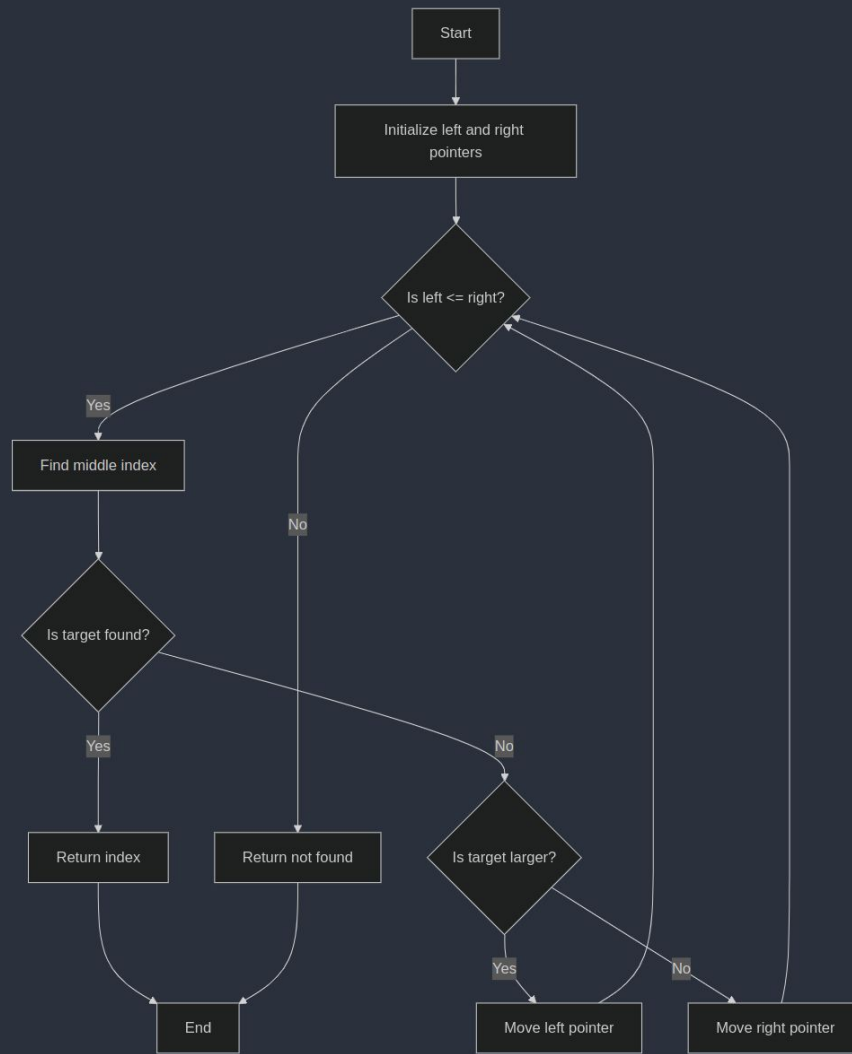 Start
Initialize left and right
pointers
Is left <= right?
Yes
Find middle index
No
Is target found?
Yes
No
Return index
Return not found
Is target larger?
Yes
No
End
Move left pointer
Move right pointer